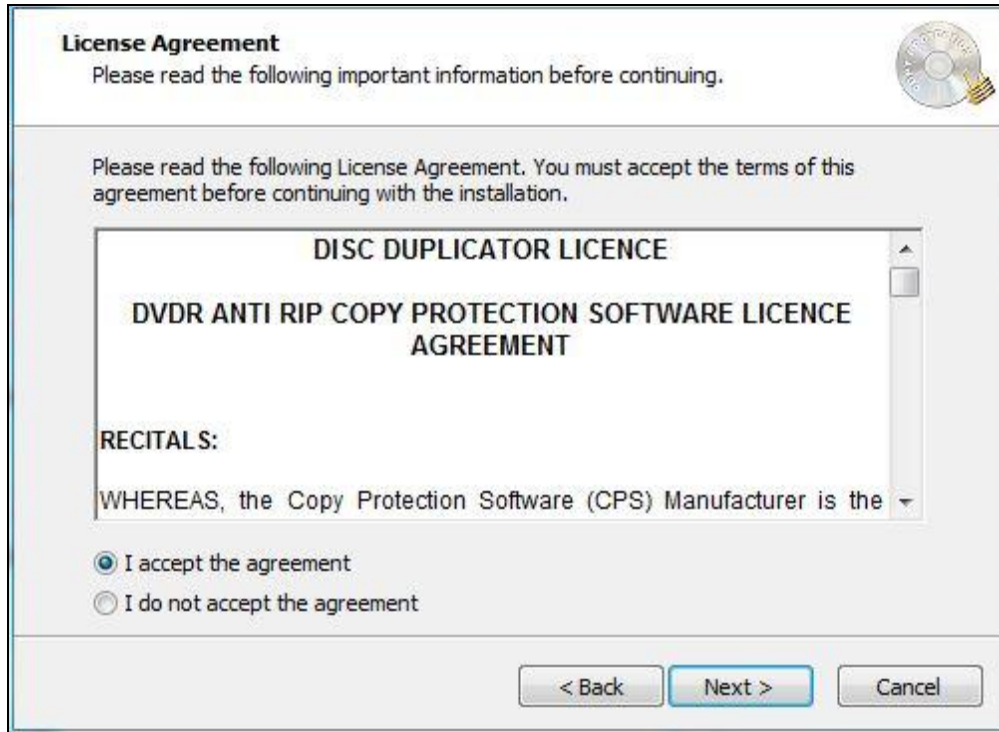 License Agreement
Please read the following important information before continuing.
Please read the following License Agreement. You must accept the terms of this
agreement before continuing with the installation.
DISC DUPLICATOR LICENCE
DVDR ANTI RIP COPY PROTECTION SOFTWARE LICENCE
AGREEMENT
RECITALS:
WHEREAS, the Copy Protection Software (CPS) Manufacturer is the
I accept the agreement
I do not accept the agreement
< Back
Next >
Cancel